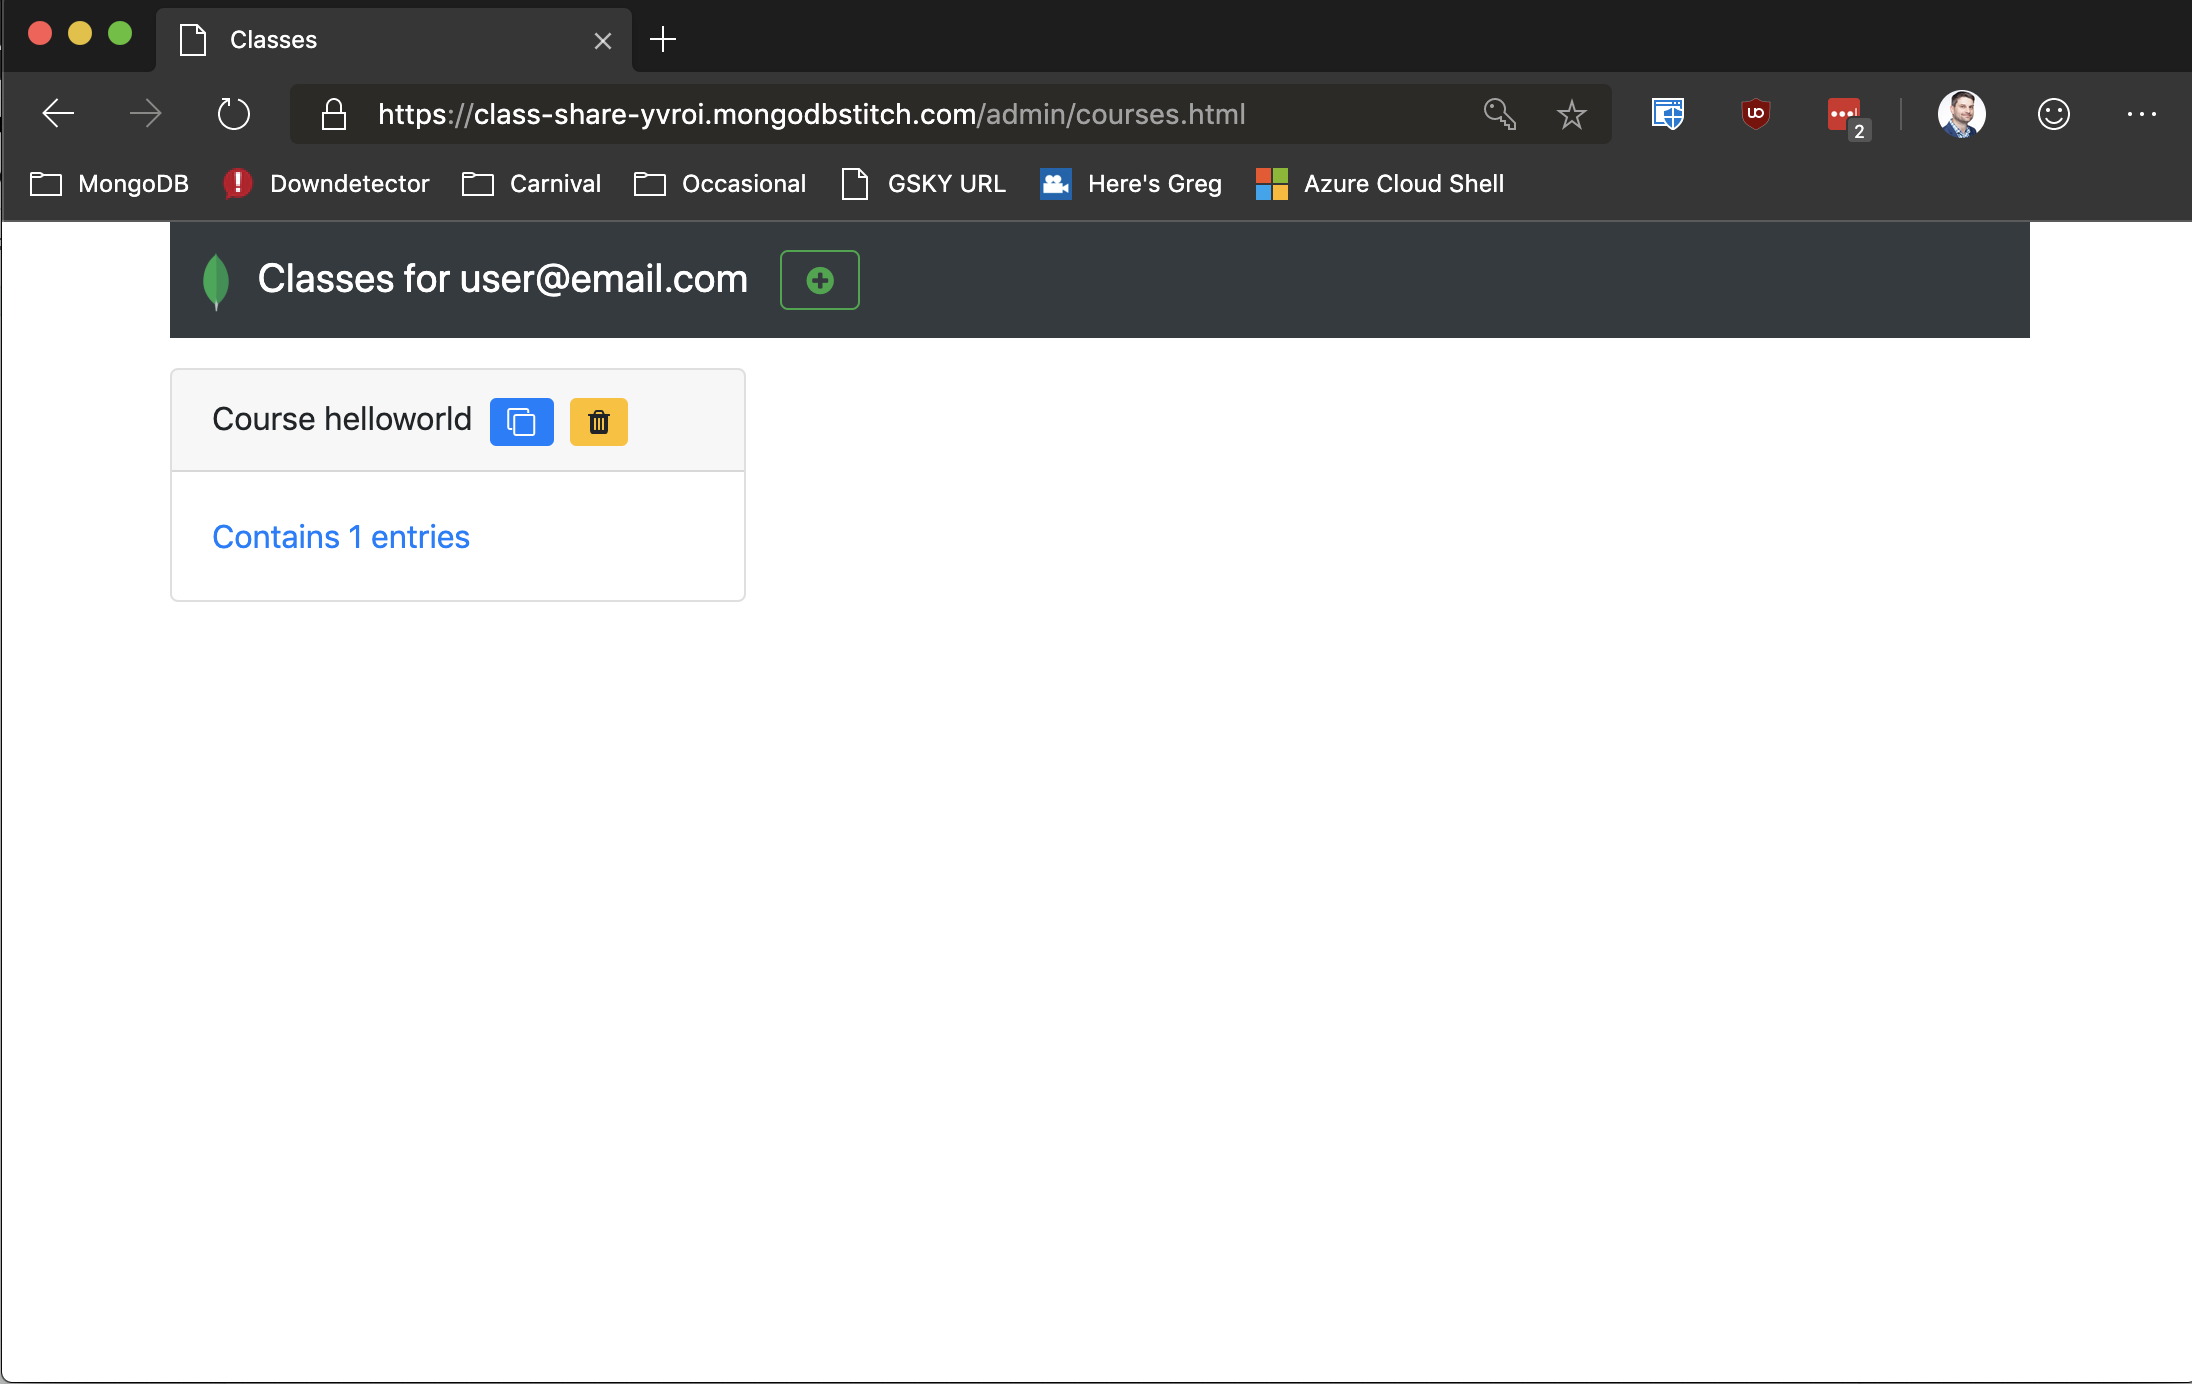 Classes
https://class-share-yvroi.mongodbstitch.com/admin/courses.html
2
MongoDB Downdetector Carnival Occasional GSKY URL Here's Greg Azure Cloud Shell
Classes for user@email.com
Course helloworld
Contains 1 entries